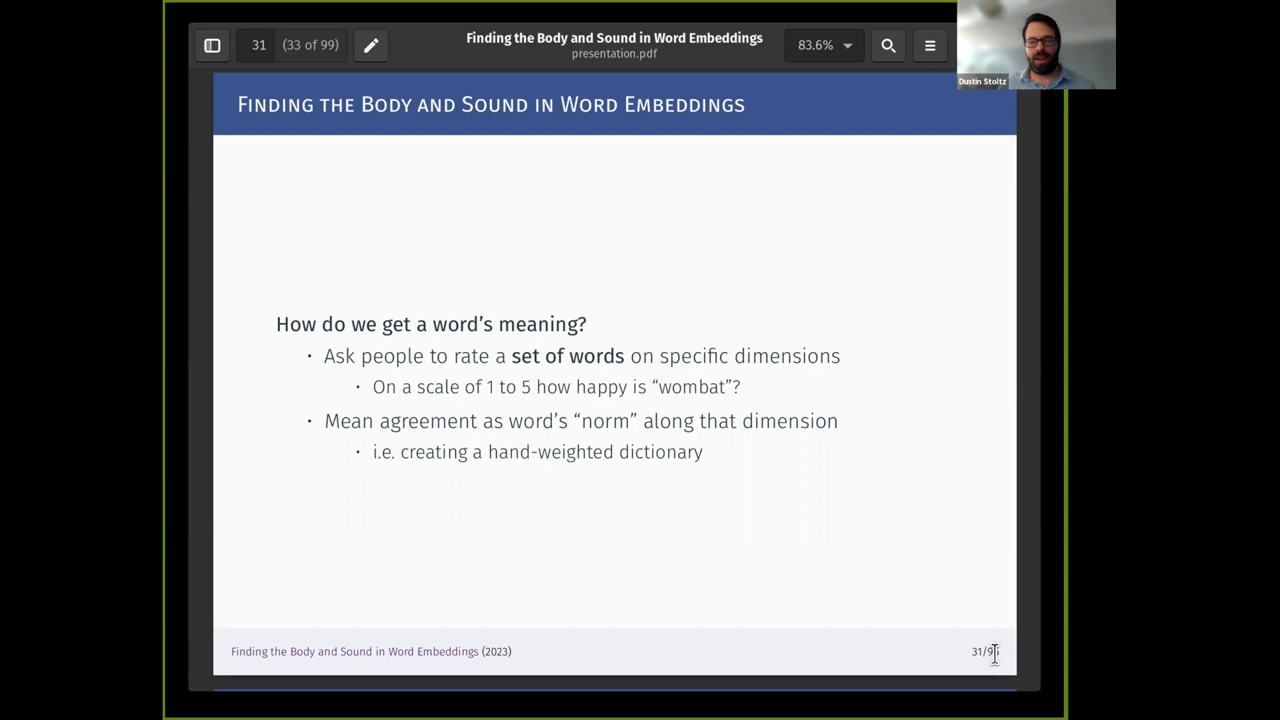 31 (33 of 99)
Finding the Body and Sound in Word Embeddings
presentation.pdf
83.6%
Dustin Stoltz
Finding the Body and Sound in Word Embeddings
How do we get a word's meaning?
· Ask people to rate a set of words on specific dimensions
· On a scale of 1 to 5 how happy is “wombat”?
· Mean agreement as word's “norm” along that dimension
· i.e. creating a hand-weighted dictionary
Finding the Body and Sound in Word Embeddings (2023)